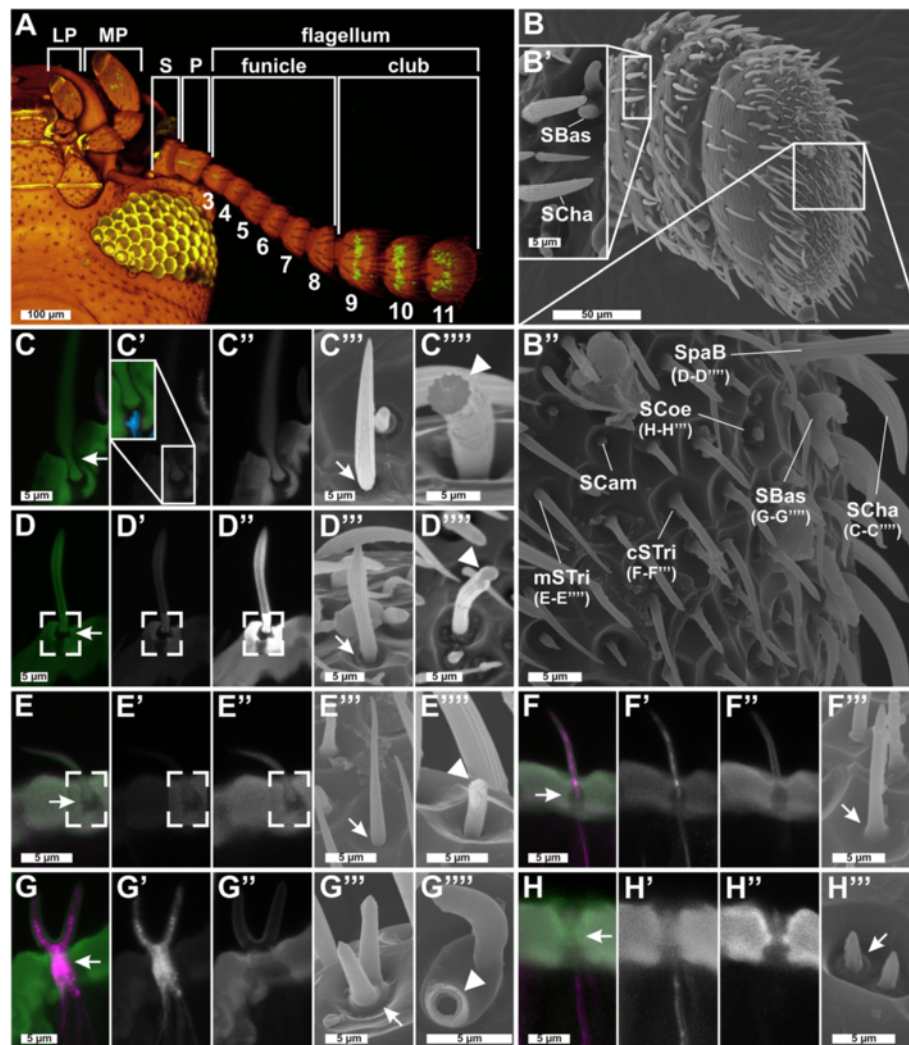 A
LP MP
flagellum
S P funicle club
3
4
5
6
7
8
9
10
11
100 µm
B
B’
SBas
SCha
5 µm
50 µm
C C’ C’’ C’’’ C’’’’
5 µm 5 µm 5 µm
B’’
SpaB
(D-D’’’’)
SCoe
(H-H’’’)
SCam
SBas
(G-G’’’’)
SCha
(C-C’’’’)
cSTri
(F-F’’’)
mSTri
(E-E’’’’)
5 µm
D D’ D’’ D’’’ D’’’’
5 µm 5 µm 5 µm
E E’ E’’ E’’’ E’’’’
5 µm 5 µm 5 µm
F F’ F’’ F’’’
5 µm 5 µm
G G’ G’’ G’’’ G’’’’
5 µm 5 µm 5 µm
H H’ H’’ H’’’
5 µm 5 µm